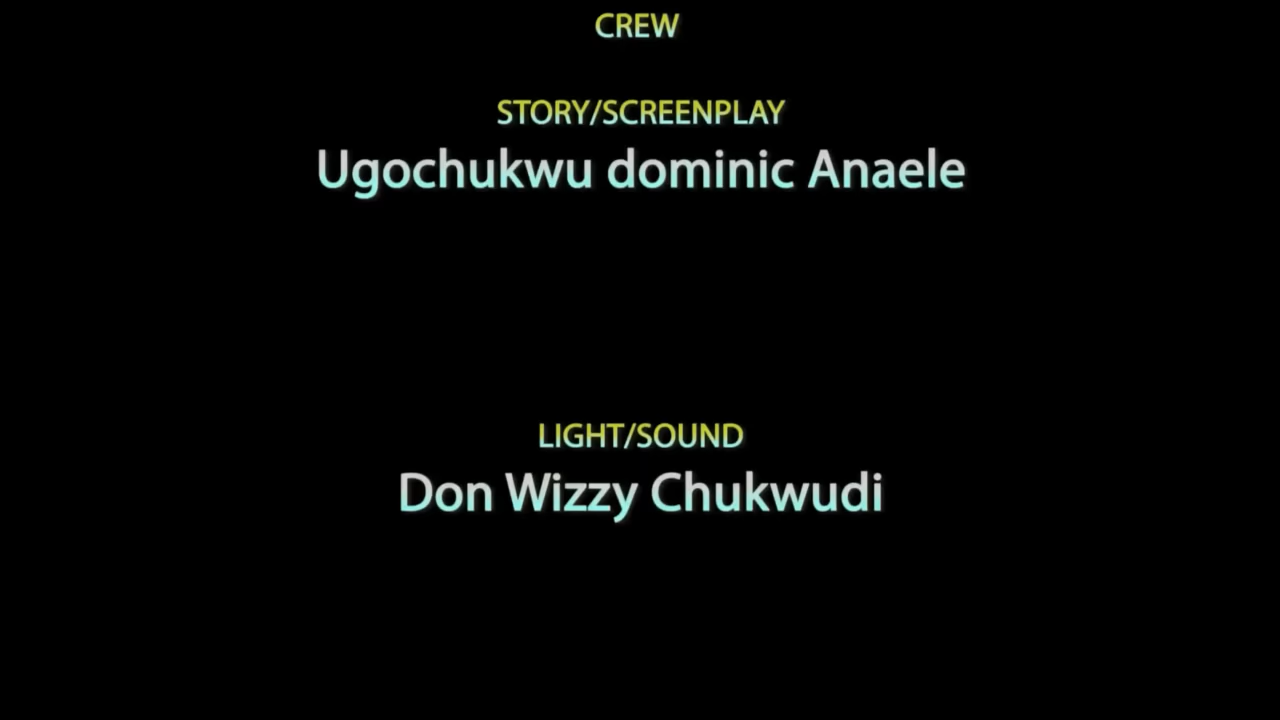 CREW
STORY/SCREENPLAY
Ugochukwu dominic Anaele
LIGHT/SOUND
Don Wizzy Chukwudi